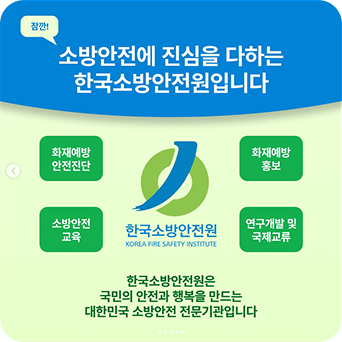 잠깐!
소방안전에 진심을 다하는
한국소방안전원입니다
화재예방
안전진단
화재예방
홍보
한국소방안전원
KOREA FIRE SAFETY INSTITUTE
소방안전
교육
연구개발 및
국제교류
한국소방안전원은
국민의 안전과 행복을 만드는
대한민국 소방안전 전문기관입니다